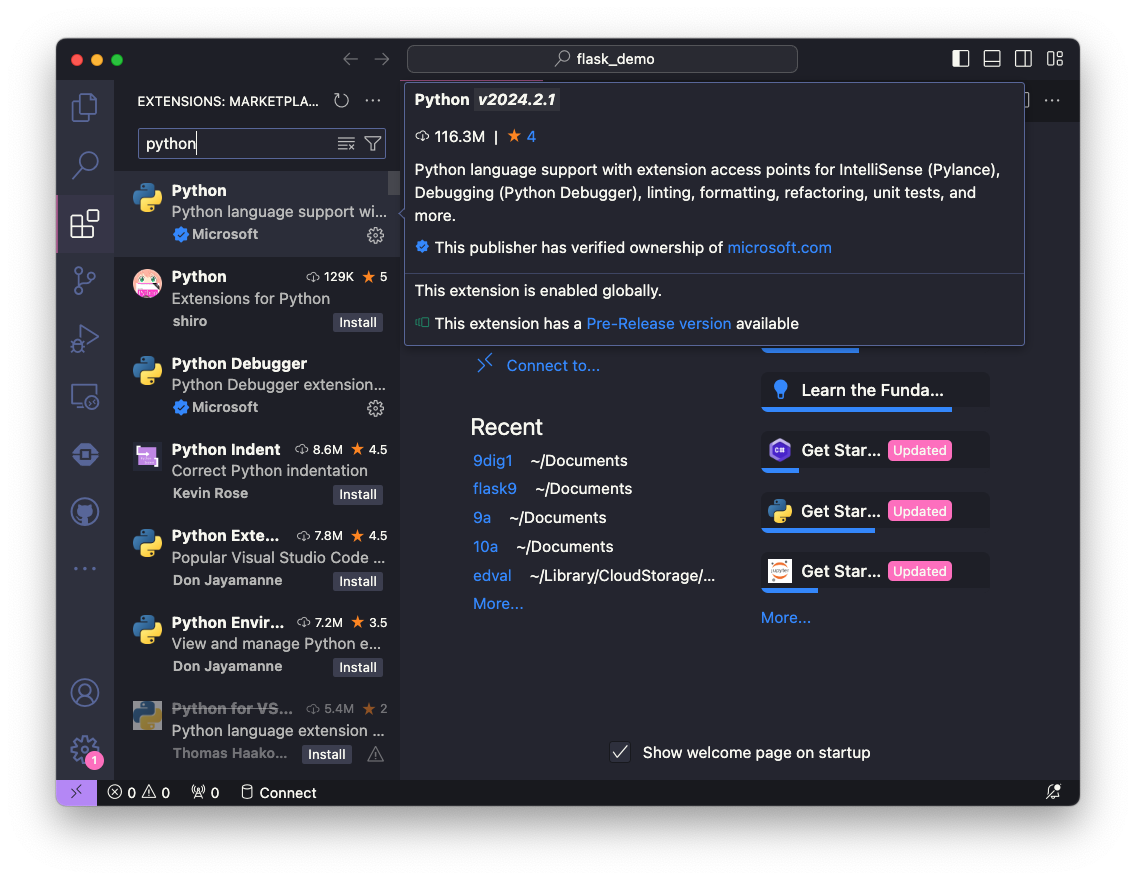 flask_demo
EXTENSIONS: MARKETPLA...
python
Python
Python language support wi...
Microsoft
Python 129K 5
Extensions for Python
shiro Install
Python Debugger
Python Debugger extension...
Microsoft
Python Indent 8.6M 4.5
Correct Python indentation
Kevin Rose Install
Python Exte... 7.8M 4.5
Popular Visual Studio Code ...
Don Jayamanne Install
Python Envir... 7.2M 3.5
View and manage Python e...
Don Jayamanne Install
Python for VS... 5.4M 2
Python language extension ...
Thomas Haako... Install
1
Python v2024.2.1
116.3M | 4
Python language support with extension access points for IntelliSense (Pylance),
Debugging (Python Debugger), linting, formatting, refactoring, unit tests, and
more.
This publisher has verified ownership of microsoft.com
This extension is enabled globally.
This extension has a Pre-Release version available
Connect to...
Recent
9dig1 ~/Documents
flask9 ~/Documents
9a ~/Documents
10a ~/Documents
edval ~/Library/CloudStorage/...
More...
Learn the Funda...
Get Star... Updated
Get Star... Updated
Get Star... Updated
More...
Show welcome page on startup
0 0 0 Connect